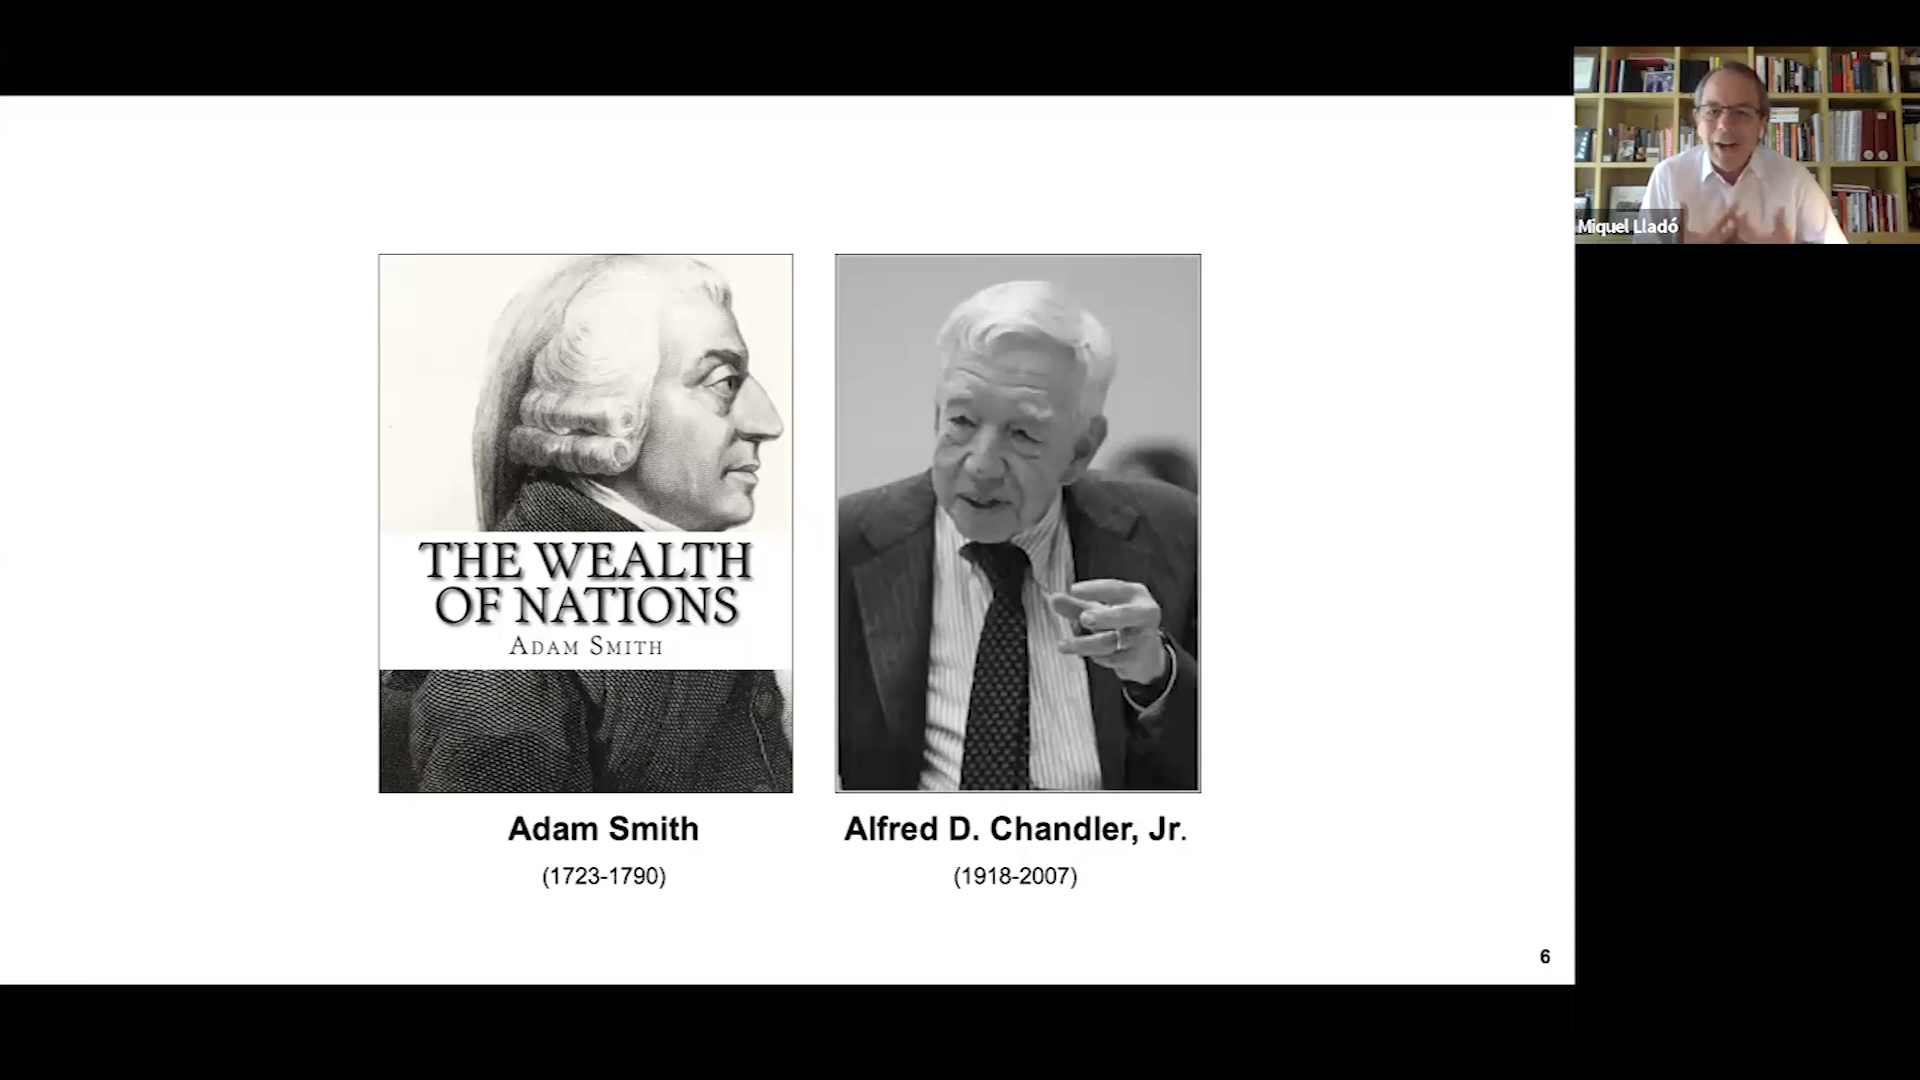 THE WEALTH
OF NATIONS
ADAM SMITH
Adam Smith
(1723-1790)
Alfred D. Chandler, Jr.
(1918-2007)
6
Miquel Lladó